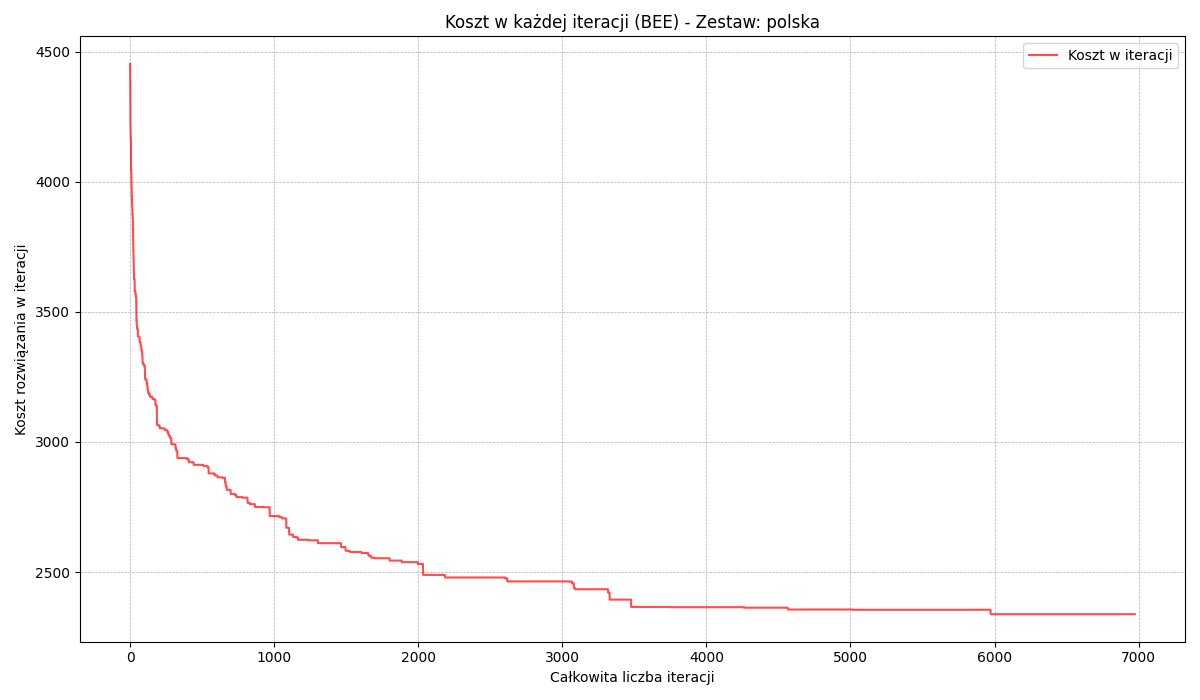 Koszt w każdej iteracji (BEE) - Zestaw: polska
Koszt w iteracji
4500
4000
3500
3000
2500
Koszt rozwiązania w iteracji
0 1000 2000 3000 4000 5000 6000 7000
Całkowita liczba iteracji